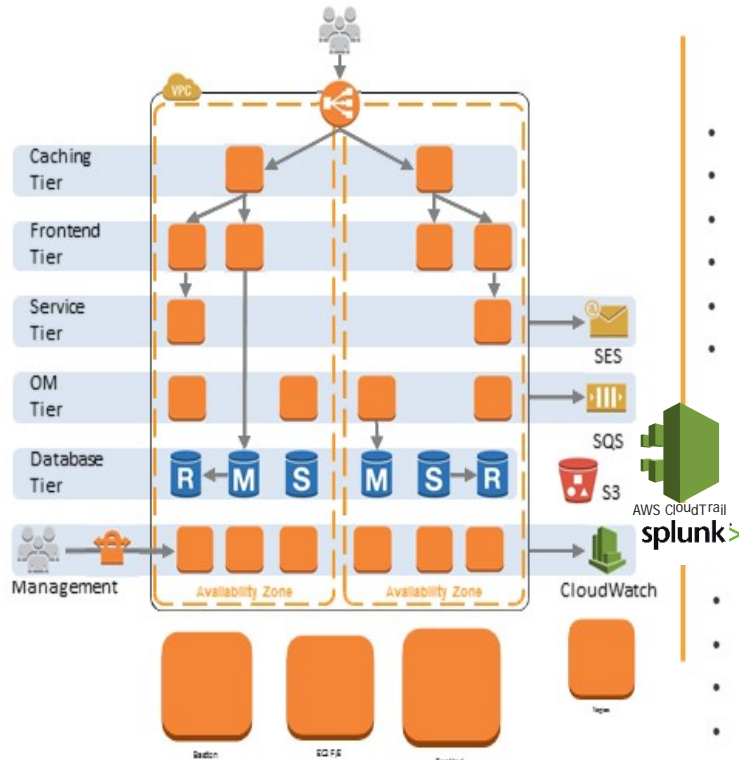 VPC
Caching
Tier
Frontend
Tier
Service
Tier
SES
OM
Tier
SQS
Database
Tier
R
M
S
M
S
R
S3
AWS CloudTrail
splunk>
Management
Availability Zone
Availability Zone
CloudWatch